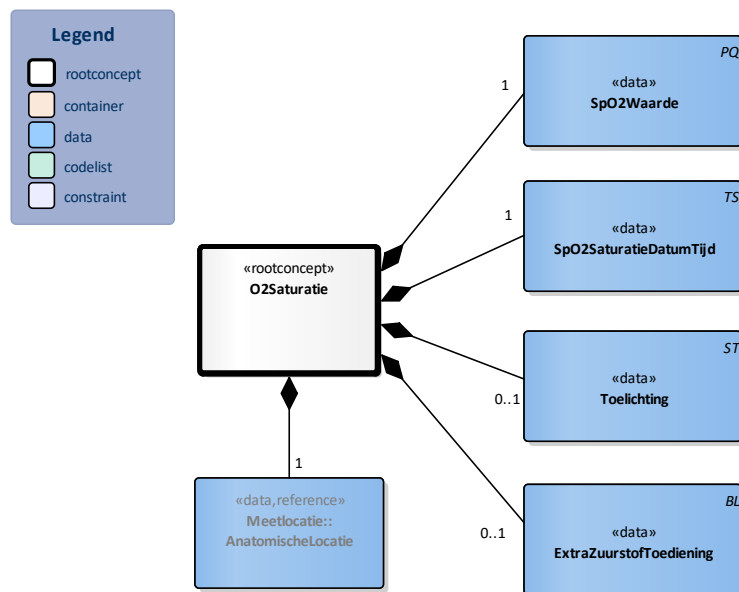 Legend
rootconcept
container
data
codelist
constraint
PQ
1
«data»
SpO2Waarde
TS
1
«data»
SpO2SaturatieDatumTijd
«rootconcept»
O2Saturatie
ST
«data»
Toelichting
0..1
1
«data,reference»
Meetlocatie::
AnatomischeLocatie
BL
0..1
«data»
ExtraZuurstofToediening